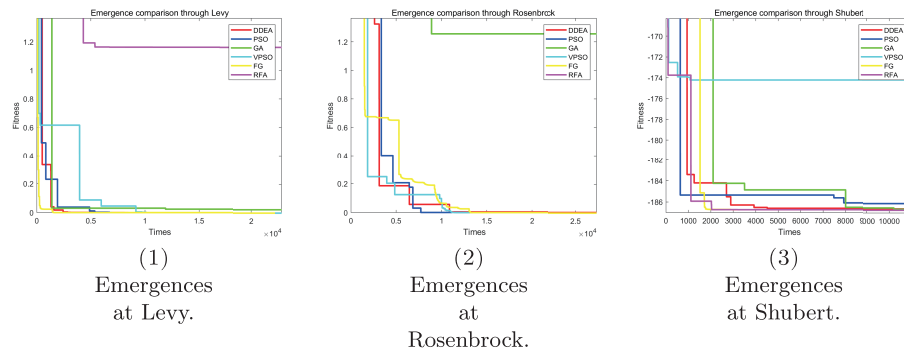 Emergence comparison through Levy
DDEA
PSO
GA
VPSO
FG
RFA
1.2
1
0.8
0.6
0.4
0.2
0
Fitness
0 0.5 1 1.5 2
Times
×10⁴
(1)
Emergences
at Levy.
Emergence comparison through Rosenbrock
DDEA
PSO
GA
VPSO
FG
RFA
1.2
1
0.8
0.6
0.4
0.2
0
Fitness
0 0.5 1 1.5 2 2.5
Times
×10⁴
(2)
Emergences
at
Rosenbrock.
Emergence comparison through Shuber
DDEA
PSO
GA
VPSO
FG
RFA
-170
-172
-174
-176
-178
-180
-182
-184
-186
Fitness
0 1000 2000 3000 4000 5000 6000 7000 8000 9000 10000
Times
(3)
Emergences
at Shubert.